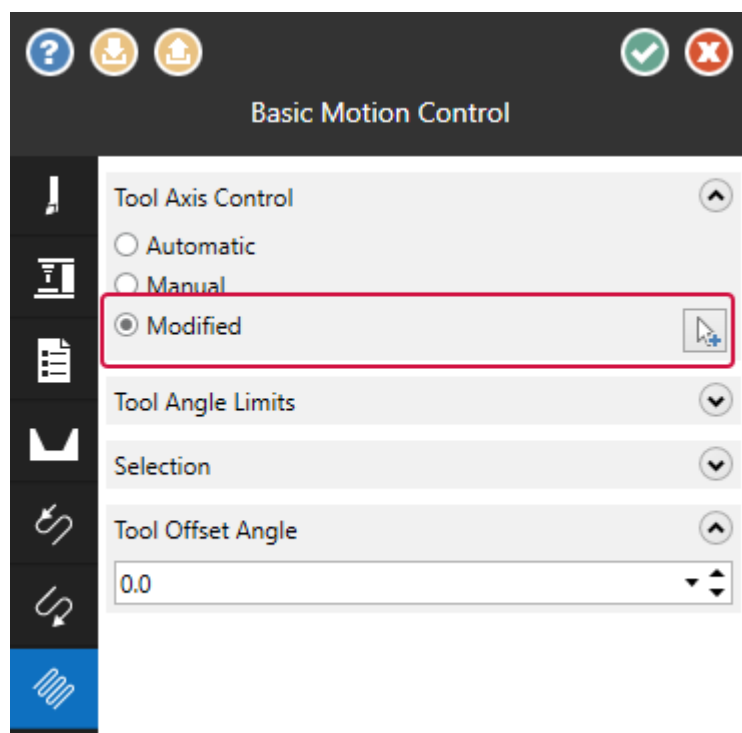 Basic Motion Control
Tool Axis Control
Automatic
Manual
Modified
Tool Angle Limits
Selection
Tool Offset Angle
0.0